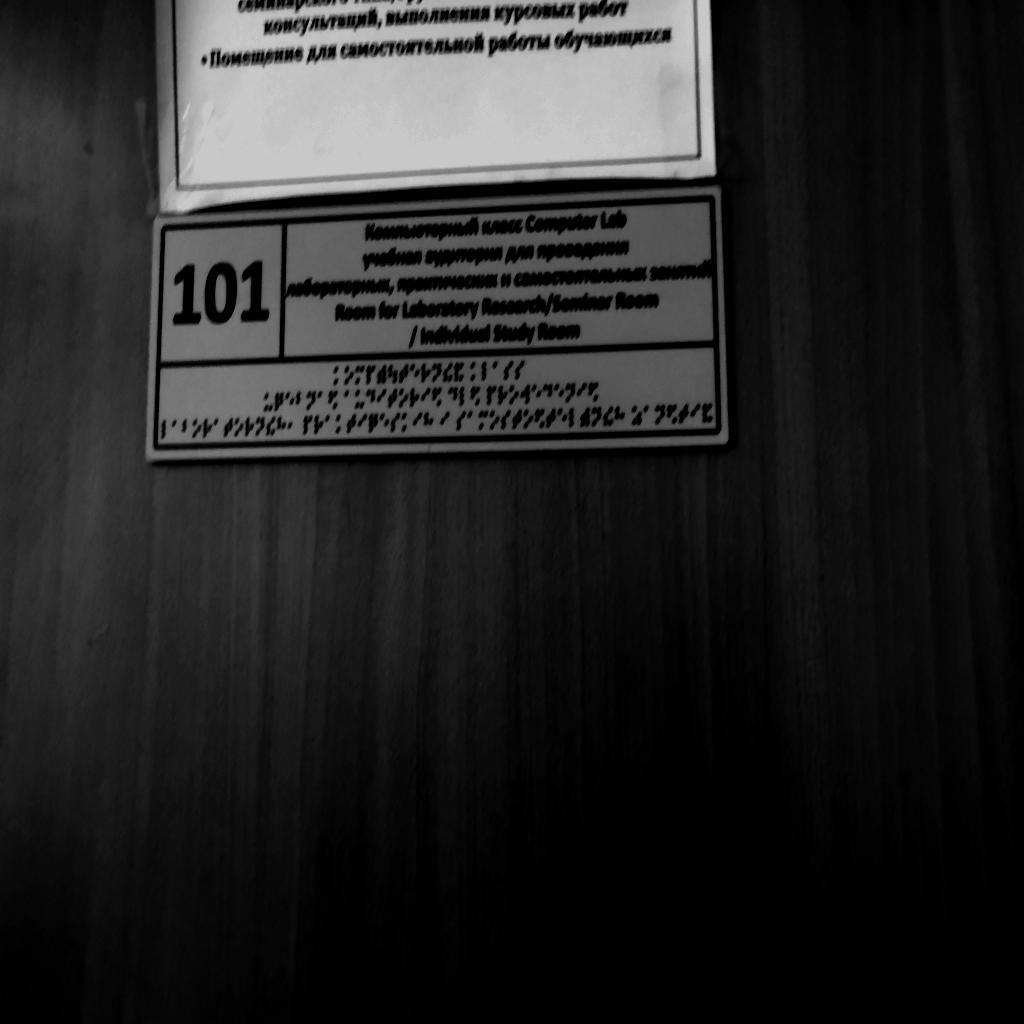 консультаций, выполнения курсовых работ
• Помещение для самостоятельной работы обучающихся
101
Компьютерный класс Computer Lab
учебная аудитория для проведения
лабораторных, практических и самостоятельных занятий
Room for Laboratory Research/Seminar Room
/ Individual Study Room